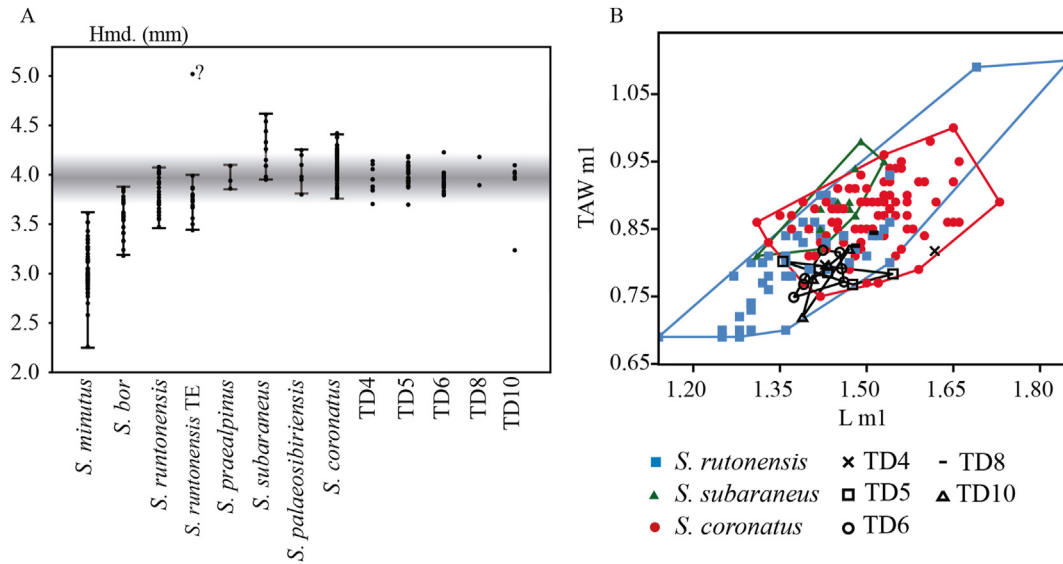 A
Hmd. (mm)
5.0
?
4.5
4.0
3.5
3.0
2.5
2.0
S. minutus
S. bor
S. runtonensis
S. runtonensis TE
S. praealpinus
S. subaraneus
S. palaeosibiriensis
S. coronatus
TD4
TD5
TD6
TD8
TD10
B
TAW m1
1.05
0.95
0.85
0.75
0.65
1.20 1.35 1.50 1.65 1.80
L m1
S. rutonensis TD4 TD8
S. subaraneus TD5 TD10
S. coronatus TD6